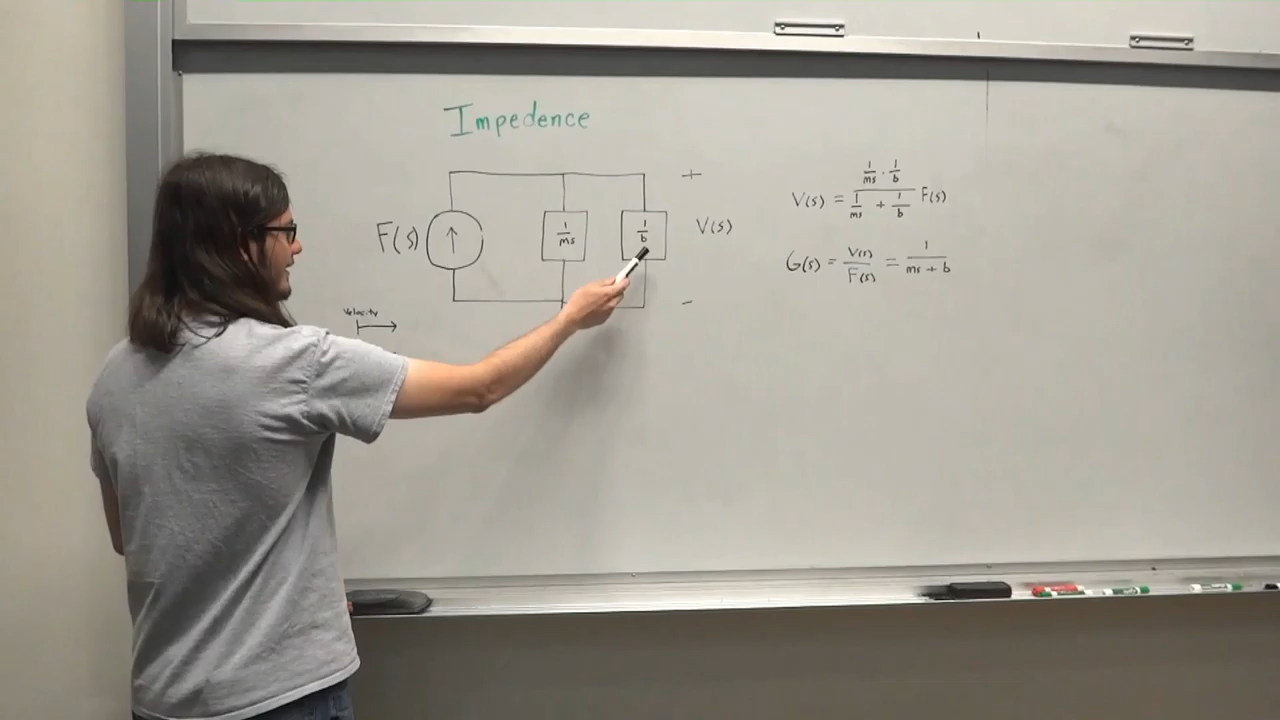 Impedence
F(s)
1/ms
1/b
+
V(s)
-
Velocity
V(s) = (1/ms · 1/b)/(1/ms + 1/b) F(s)
G(s) = V(s)/F(s) = 1/(ms + b)